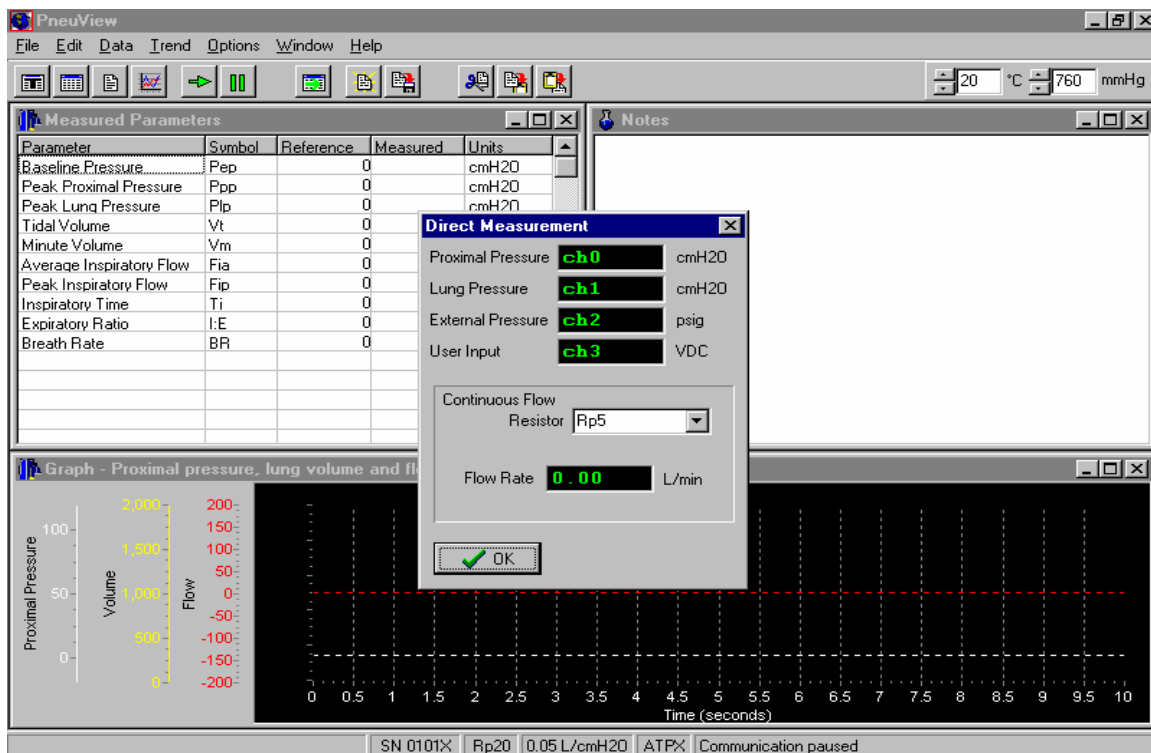 PneuView
File Edit Data Trend Options Window Help
20 °C 760 mmHg
Measured Parameters
Parameter Symbol Reference Measured Units
Baseline Pressure Pep 0 cmH2O
Peak Proximal Pressure Ppp 0 cmH2O
Peak Lung Pressure Plp 0 cmH2O
Tidal Volume Vt 0
Minute Volume Vm 0
Average Inspiratory Flow Fia 0
Peak Inspiratory Flow Fip 0
Inspiratory Time Ti 0
Expiratory Ratio I:E 0
Breath Rate BR 0
Notes
Direct Measurement
Proximal Pressure ch0 cmH2O
Lung Pressure ch1 cmH2O
External Pressure ch2 psig
User Input ch3 VDC
Continuous Flow
Resistor Rp5
Flow Rate 0.00 L/min
OK
Graph - Proximal pressure, lung volume and fl
Proximal Pressure
100
50
0
Volume
2,000
1,500
1,000
500
0
Flow
200
150
100
50
0
-50
-100
-150
-200
0 0.5 1 1.5 2 2.5 3 3.5 4 4.5 5 5.5 6 6.5 7 7.5 8 8.5 9 9.5 10
Time (seconds)
SN 0101X Rp20 0.05 L/cmH2O ATPX Communication paused